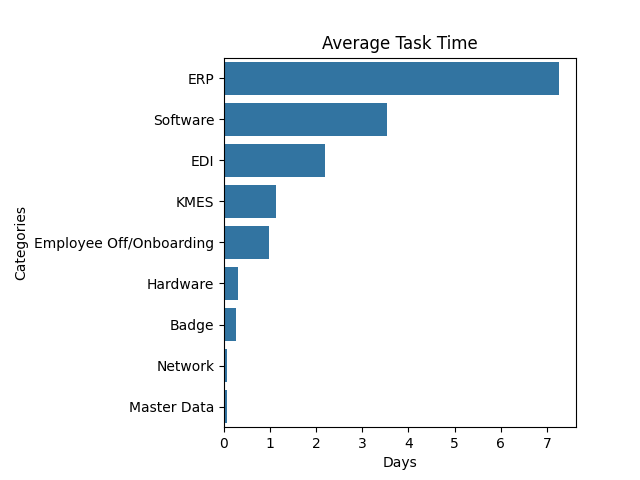 Average Task Time
Categories
ERP
Software
EDI
KMES
Employee Off/Onboarding
Hardware
Badge
Network
Master Data
0 1 2 3 4 5 6 7
Days